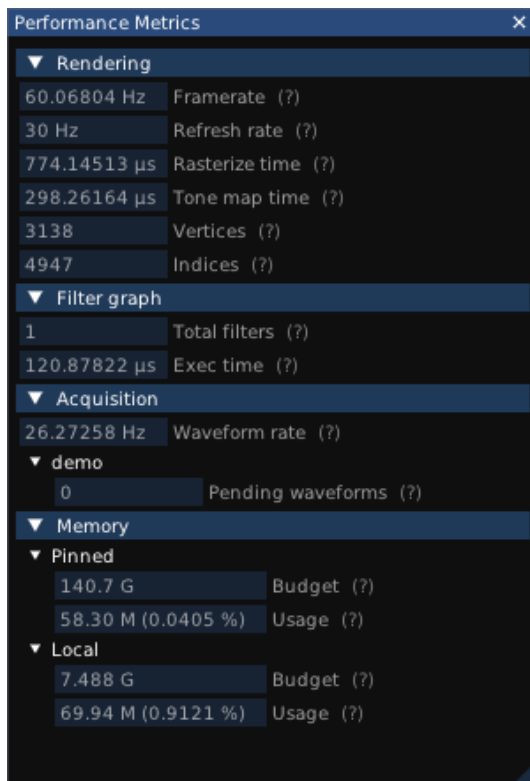 Performance Metrics
Rendering
60.06804 Hz Framerate (?)
30 Hz Refresh rate (?)
774.14513 µs Rasterize time (?)
298.26164 µs Tone map time (?)
3138 Vertices (?)
4947 Indices (?)
Filter graph
1 Total filters (?)
120.87822 µs Exec time (?)
Acquisition
26.27258 Hz Waveform rate (?)
demo
0 Pending waveforms (?)
Memory
Pinned
140.7 G Budget (?)
58.30 M (0.0405 %) Usage (?)
Local
7.488 G Budget (?)
69.94 M (0.9121 %) Usage (?)